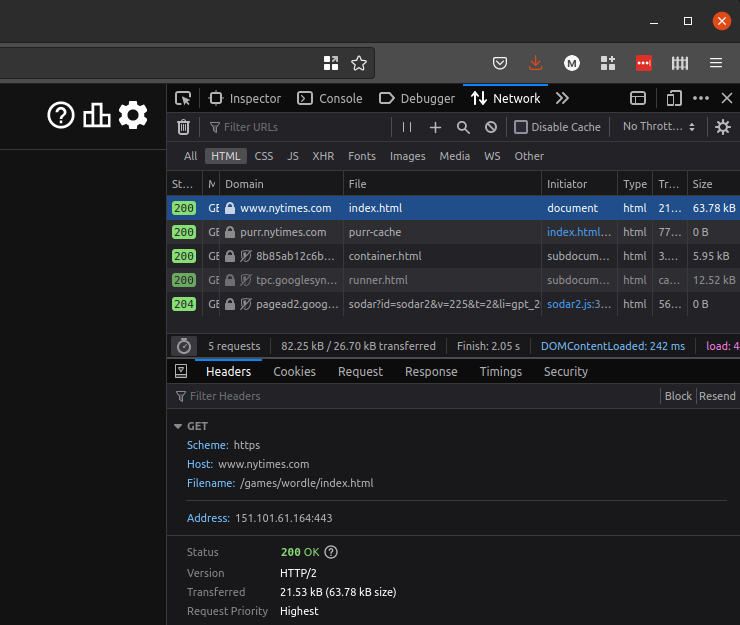 M
Inspector Console Debugger Network
Filter URLs Disable Cache No Thrott…
All HTML CSS JS XHR Fonts Images Media WS Other
St… M Domain File Initiator Type Tr… Size
200 GE www.nytimes.com index.html document html 21… 63.78 kB
200 GE purr.nytimes.com purr-cache index.html… html 77… 0 B
200 GE 8b85ab12c6b… container.html subdocum… html 3.… 5.95 kB
200 GE tpc.googlesyn… runner.html subdocum… html ca… 12.52 kB
204 GE pagead2.goog… sodar?id=sodar2&v=225&t=2&li=gpt_2 sodar2.js:3… html 56… 0 B
5 requests 82.25 kB / 26.70 kB transferred Finish: 2.05 s DOMContentLoaded: 242 ms load: 4
Headers Cookies Request Response Timings Security
Filter Headers Block Resend
GET
Scheme: https
Host: www.nytimes.com
Filename: /games/wordle/index.html
Address: 151.101.61.164:443
Status 200 OK ?
Version HTTP/2
Transferred 21.53 kB (63.78 kB size)
Request Priority Highest